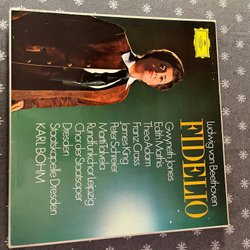 Ludwig van Beethoven
FIDELIO
Gwyneth Jones
Edith Mathis
Theo Adam
Franz Crass
James King
Peter Schreier
Martti Talvela
Rundfunkchor Leipzig
Chor der Staatsoper
Dresden
Staatskapelle Dresden
KARL BÖHM